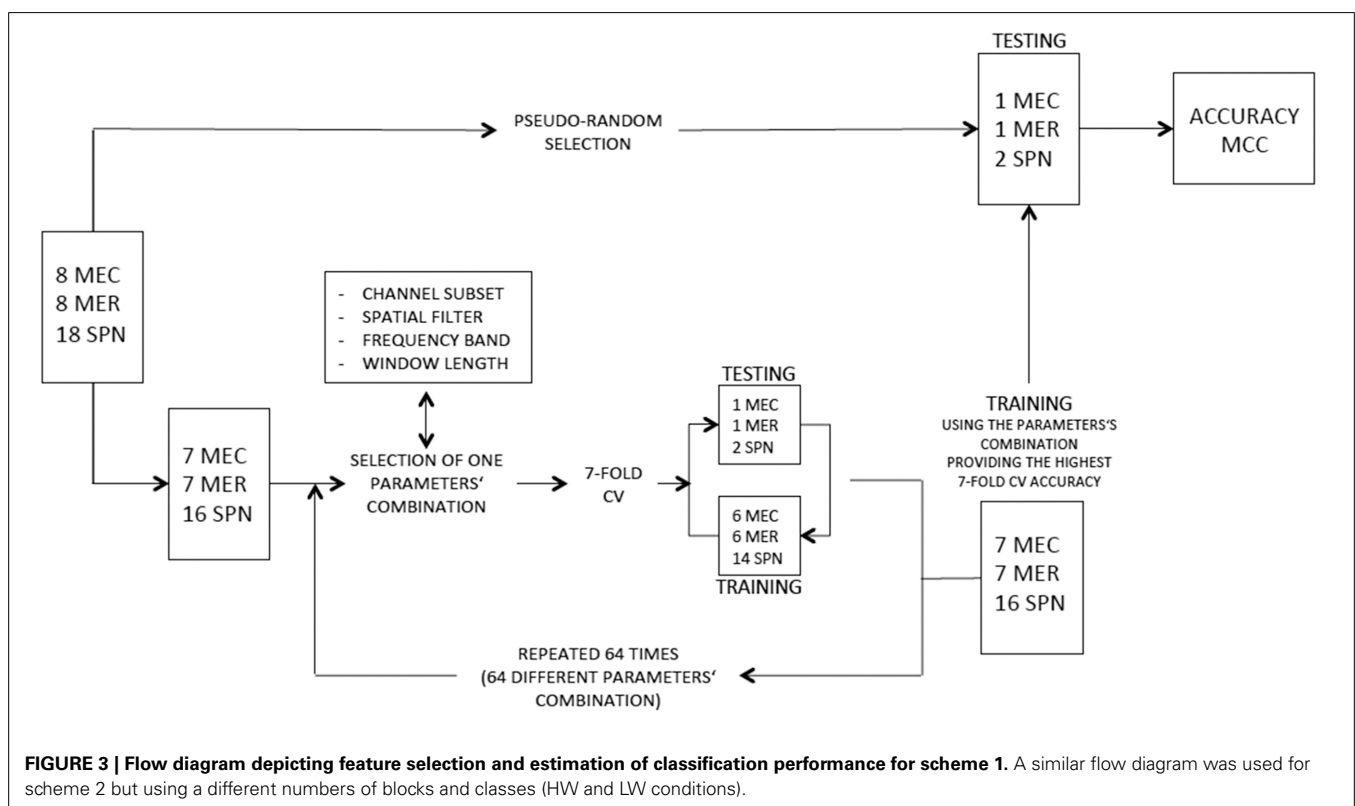 TESTING
1 MEC
1 MER
2 SPN
ACCURACY
MCC
PSEUDO-RANDOM
SELECTION
8 MEC
8 MER
18 SPN
- CHANNEL SUBSET
- SPATIAL FILTER
- FREQUENCY BAND
- WINDOW LENGTH
7 MEC
7 MER
16 SPN
SELECTION OF ONE
PARAMETERS‘
COMBINATION
7-FOLD
CV
TESTING
1 MEC
1 MER
2 SPN
6 MEC
6 MER
14 SPN
TRAINING
TRAINING
USING THE PARAMETERS‘S
COMBINATION
PROVIDING THE HIGHEST
7-FOLD CV ACCURACY
7 MEC
7 MER
16 SPN
REPEATED 64 TIMES
(64 DIFFERENT PARAMETERS‘
COMBINATION)
FIGURE 3 | Flow diagram depicting feature selection and estimation of classification performance for scheme 1. A similar flow diagram was used for
scheme 2 but using a different numbers of blocks and classes (HW and LW conditions).